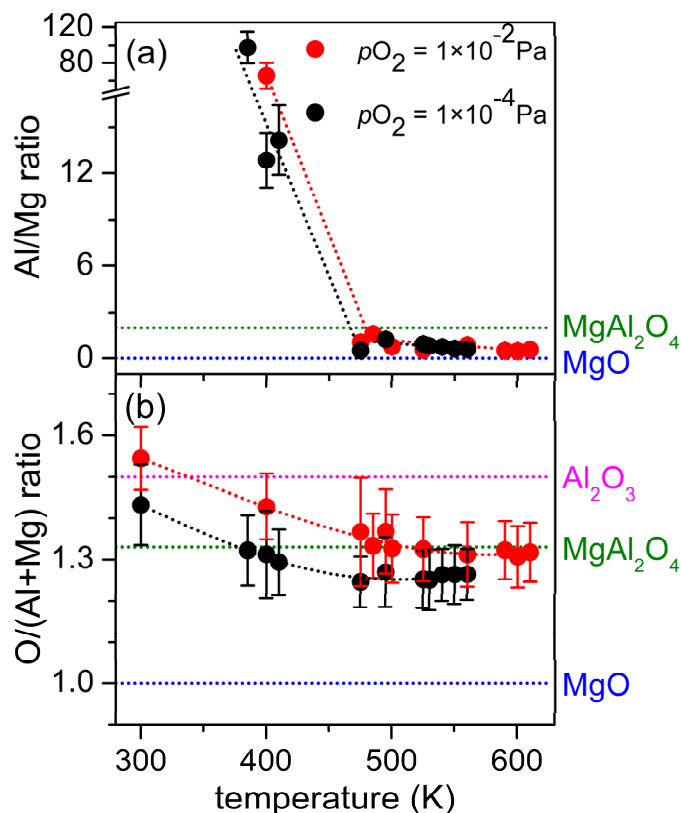 120
(a)
pO₂ = 1×10⁻²Pa
80
pO₂ = 1×10⁻⁴Pa
12
Al/Mg ratio
6
MgAl₂O₄
0
MgO
(b)
1.6
Al₂O₃
O/(Al+Mg) ratio
1.3
MgAl₂O₄
1.0
MgO
300 400 500 600
temperature (K)